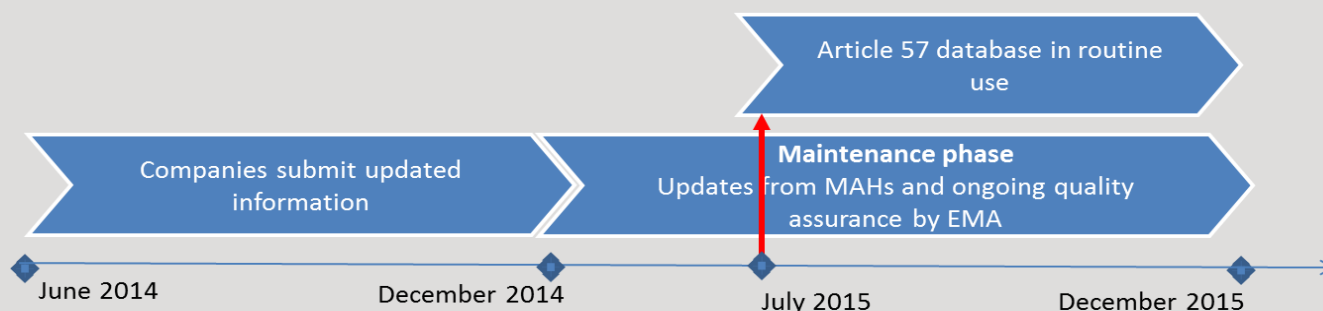 Article 57 database in routine
use
Companies submit updated
information
Maintenance phase
Updates from MAHs and ongoing quality
assurance by EMA
June 2014
December 2014
July 2015
December 2015